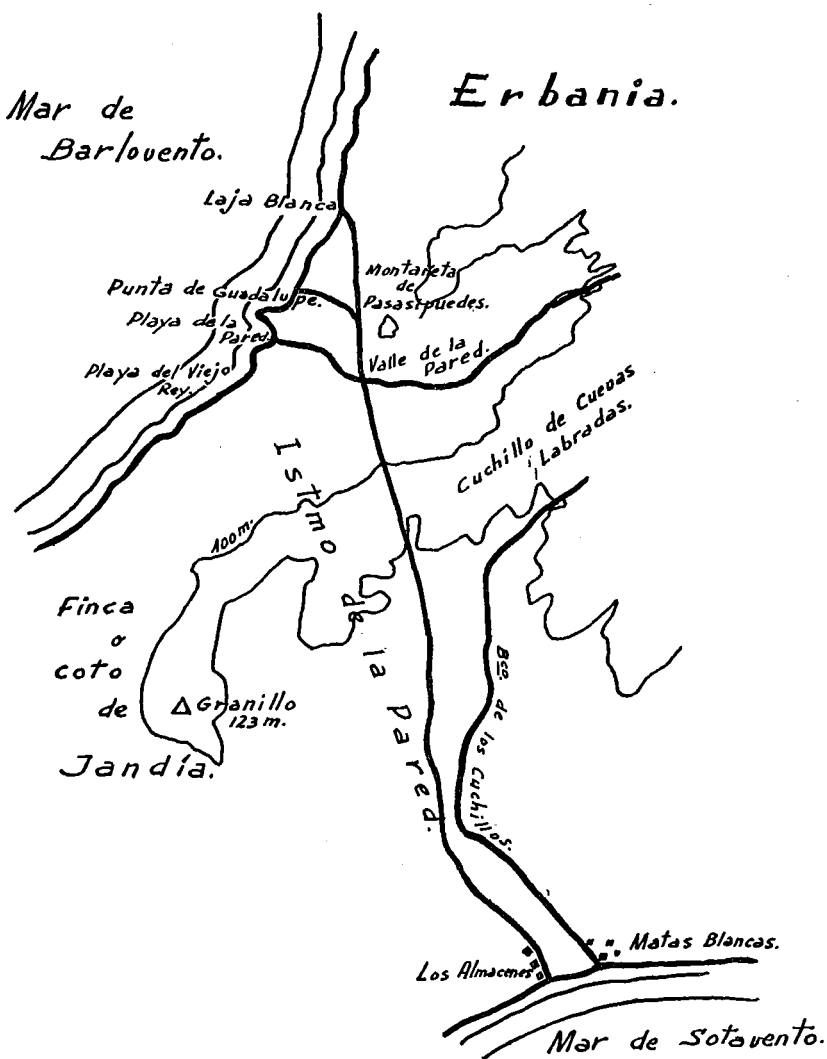 Erbania.
Mar de
Barlovento.
Laja Blanca
Punta de Guadalupe.
Playa de la
Pared.
Playa del Viejo
Rey.
Montañeta
de
Pasasipuedes.
Valle de la
Pared.
Cuchillo de Cuevas
Labradas.
Istmo de la Pared.
100m.
Finca
o
coto
de
Jandía.
Granillo
123 m.
Bco. de los Cuchillos.
Matas Blancas.
Los Almacenes
Mar de Sotavento.